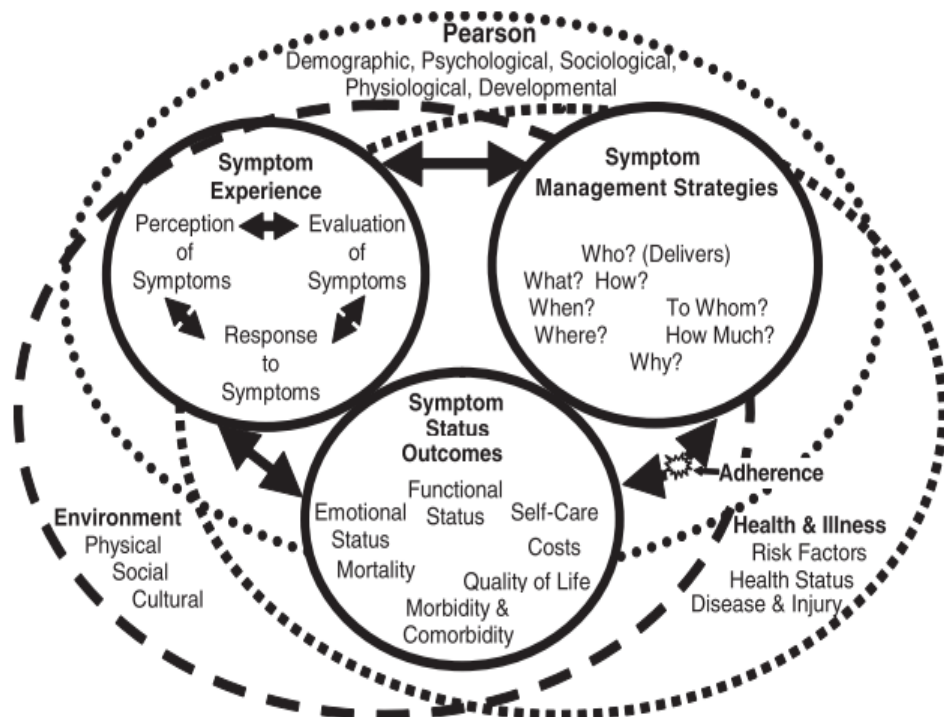 Pearson
Demographic, Psychological, Sociological,
Physiological, Developmental
Symptom
Experience
Perception
of
Symptoms
Evaluation
of
Symptoms
Response
to
Symptoms
Symptom
Management Strategies
Who? (Delivers)
What? How?
When?
To Whom?
Where?
How Much?
Why?
Symptom
Status
Outcomes
Functional
Status
Emotional
Status
Self-Care
Costs
Mortality
Quality of Life
Morbidity &
Comorbidity
Adherence
Environment
Physical
Social
Cultural
Health & Illness
Risk Factors
Health Status
Disease & Injury